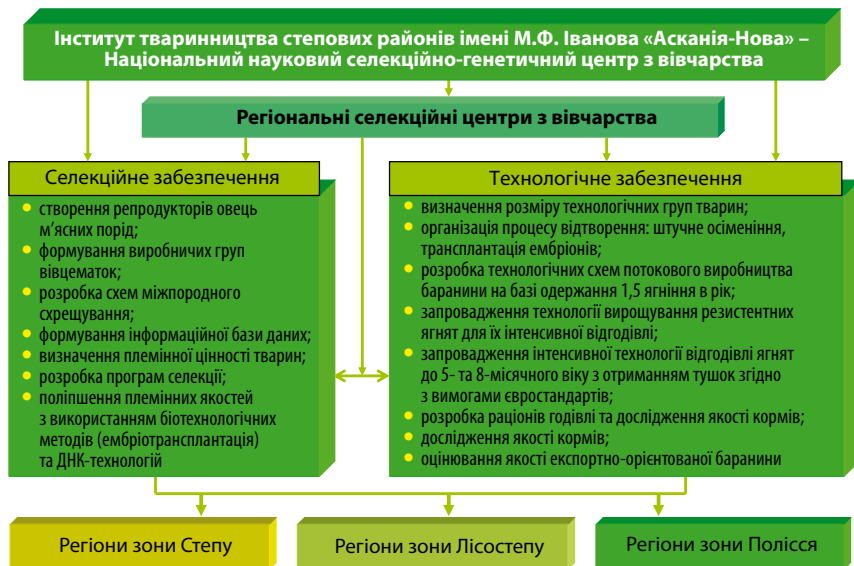 Інститут тваринництва степових районів імені М.Ф. Іванова «Асканія-Нова» –
Національний науковий селекційно-генетичний центр з вівчарства
Регіональні селекційні центри з вівчарства
Селекційне забезпечення
• створення репродукторів овець
м’ясних порід;
• формування виробничих груп
вівцематок;
• розробка схем міжпородного
схрещування;
• формування інформаційної бази даних;
• визначення племінної цінності тварин;
• розробка програм селекції;
• поліпшення племінних якостей
з використанням біотехнологічних
методів (ембріотрансплантація)
та ДНК-технологій
Технологічне забезпечення
• визначення розміру технологічних груп тварин;
• організація процесу відтворення: штучне осіменіння,
трансплантація ембріонів;
• розробка технологічних схем потокового виробництва
баранини на базі одержання 1,5 ягніння в рік;
• запровадження технології вирощування резистентних
ягнят для їх інтенсивної відгодівлі;
• запровадження інтенсивної технології відгодівлі ягнят
до 5- та 8-місячного віку з отриманням тушок згідно
з вимогами євростандартів;
• розробка раціонів годівлі та дослідження якості кормів;
• дослідження якості кормів;
• оцінювання якості експортно-орієнтованої баранини
Регіони зони Степу
Регіони зони Лісостепу
Регіони зони Полісся